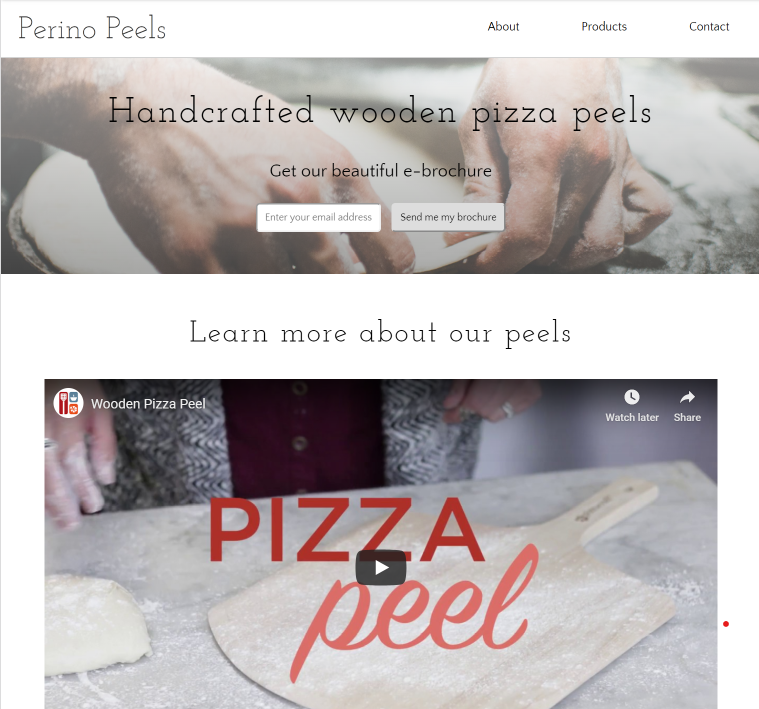 Perino Peels
About Products Contact
Handcrafted wooden pizza peels
Get our beautiful e-brochure
Enter your email address Send me my brochure
Learn more about our peels
Wooden Pizza Peel
Watch later Share
PIZZA
peel